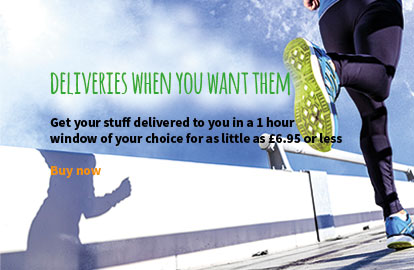 DELIVERIES WHEN YOU WANT THEM
Get your stuff delivered to you in a 1 hour
window of your choice for as little as £6.95 or less
Buy now